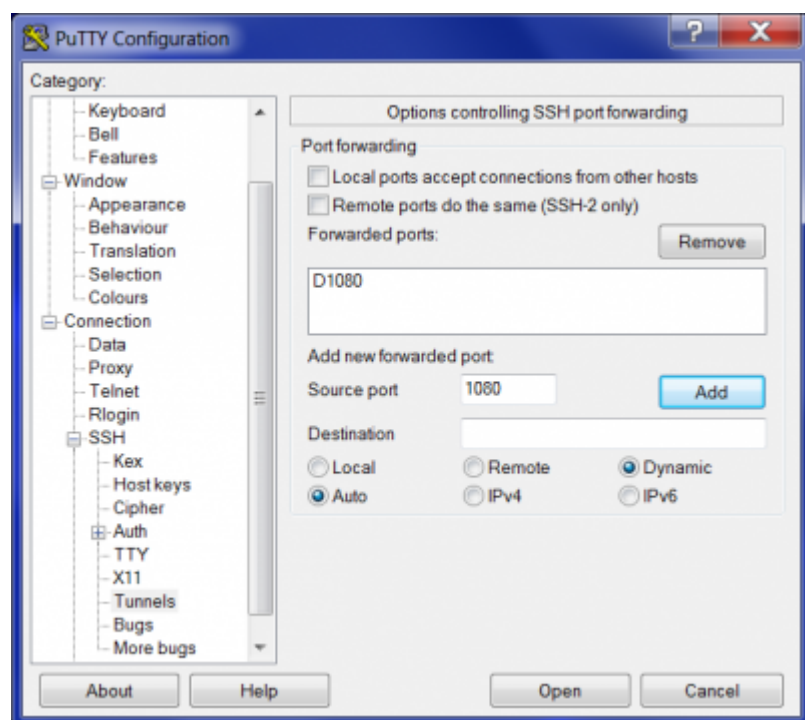 PuTTY Configuration
Category:
Keyboard
Bell
Features
Window
Appearance
Behaviour
Translation
Selection
Colours
Connection
Data
Proxy
Telnet
Rlogin
SSH
Kex
Host keys
Cipher
Auth
TTY
X11
Tunnels
Bugs
More bugs
Options controlling SSH port forwarding
Port forwarding
Local ports accept connections from other hosts
Remote ports do the same (SSH-2 only)
Forwarded ports: Remove
D1080
Add new forwarded port:
Source port 1080 Add
Destination
Local Remote Dynamic
Auto IPv4 IPv6
About Help Open Cancel